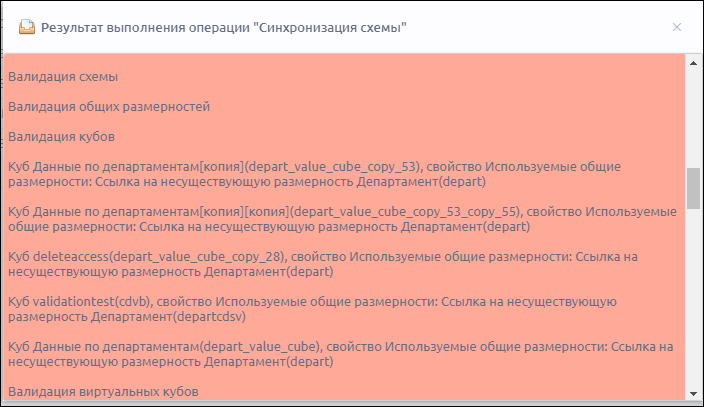 Результат выполнения операции "Синхронизация схемы"
Валидация схемы
Валидация общих размерностей
Валидация кубов
Куб Данные по департаментам[копия](depart_value_cube_copy_53), свойство Используемые общие
размерности: Ссылка на несуществующую размерность Департамент(depart)
Куб Данные по департаментам[копия][копия](depart_value_cube_copy_53_copy_55), свойство Используемые
общие размерности: Ссылка на несуществующую размерность Департамент(depart)
Куб deleteaccess(depart_value_cube_copy_28), свойство Используемые общие размерности: Ссылка на
несуществующую размерность Департамент(depart)
Куб validationtest(cdvb), свойство Используемые общие размерности: Ссылка на несуществующую
размерность Департамент(departcdsv)
Куб Данные по департаментам(depart_value_cube), свойство Используемые общие размерности: Ссылка на
несуществующую размерность Департамент(depart)
Валидация виртуальных кубов